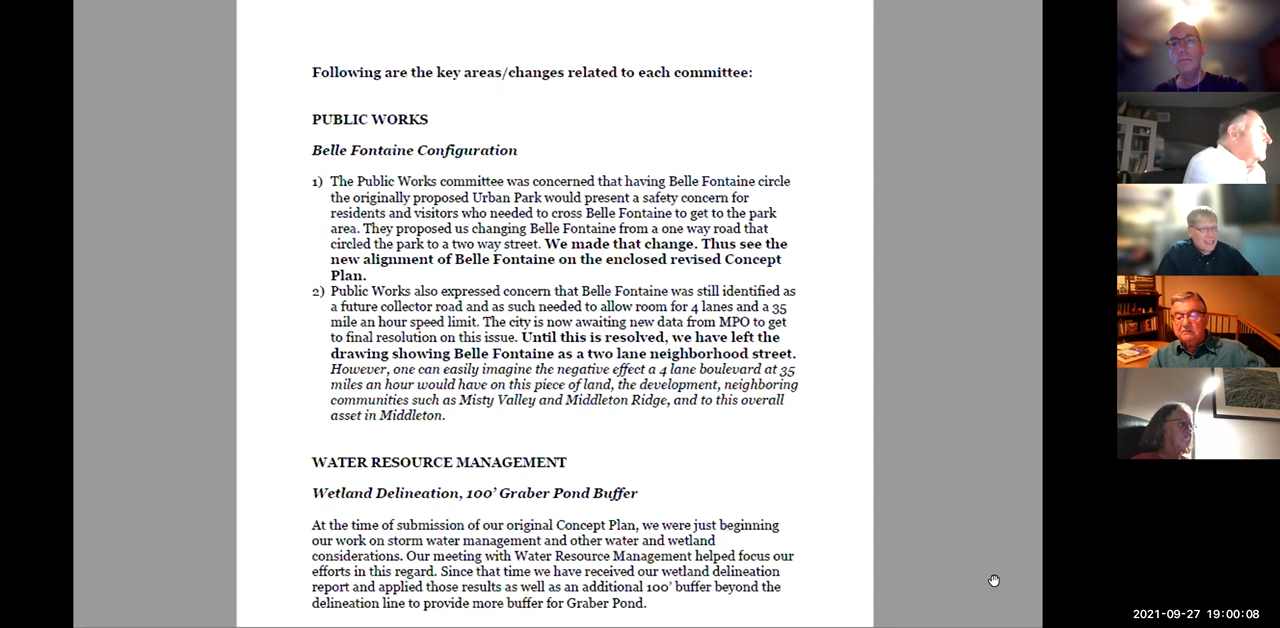 Following are the key areas/changes related to each committee:
PUBLIC WORKS
Belle Fontaine Configuration
1) The Public Works committee was concerned that having Belle Fontaine circle
the originally proposed Urban Park would present a safety concern for
residents and visitors who needed to cross Belle Fontaine to get to the park
area. They proposed us changing Belle Fontaine from a one way road that
circled the park to a two way street. We made that change. Thus see the
new alignment of Belle Fontaine on the enclosed revised Concept
Plan.
2) Public Works also expressed concern that Belle Fontaine was still identified as
a future collector road and as such needed to allow room for 4 lanes and a 35
mile an hour speed limit. The city is now awaiting new data from MPO to get
to final resolution on this issue. Until this is resolved, we have left the
drawing showing Belle Fontaine as a two lane neighborhood street.
However, one can easily imagine the negative effect a 4 lane boulevard at 35
miles an hour would have on this piece of land, the development, neighboring
communities such as Misty Valley and Middleton Ridge, and to this overall
asset in Middleton.
WATER RESOURCE MANAGEMENT
Wetland Delineation, 100’ Graber Pond Buffer
At the time of submission of our original Concept Plan, we were just beginning
our work on storm water management and other water and wetland
considerations. Our meeting with Water Resource Management helped focus our
efforts in this regard. Since that time we have received our wetland delineation
report and applied those results as well as an additional 100’ buffer beyond the
delineation line to provide more buffer for Graber Pond.
2021-09-27 19:00:08